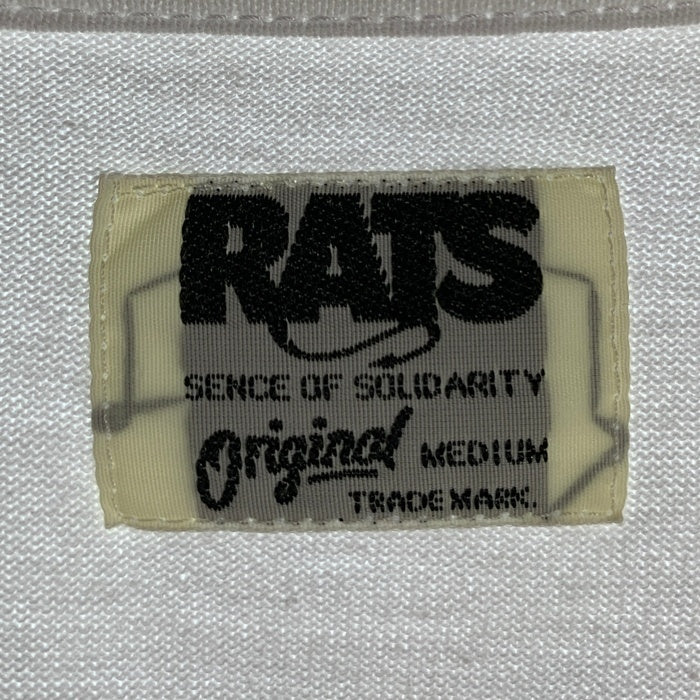 RATS
SENCE OF SOLIDARITY
Original MEDIUM
TRADE MARK.